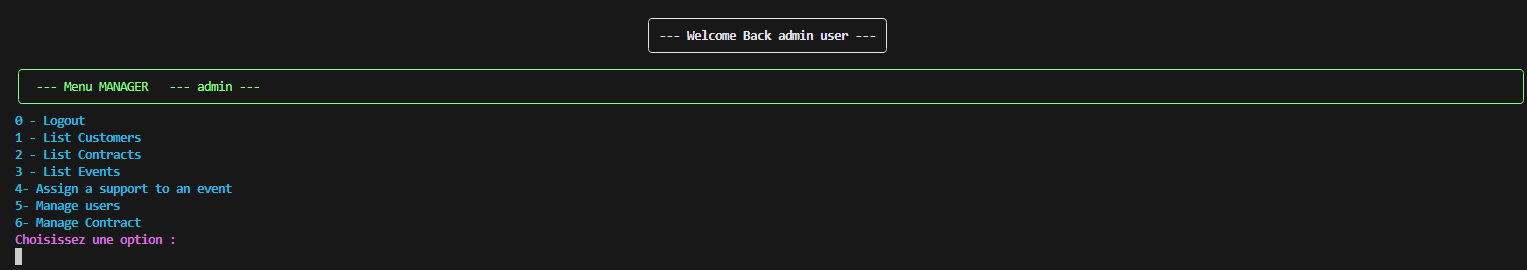 --- Welcome Back admin user ---
--- Menu MANAGER   --- admin ---
0 - Logout
1 - List Customers
2 - List Contracts
3 - List Events
4- Assign a support to an event
5- Manage users
6- Manage Contract
Choisissez une option :